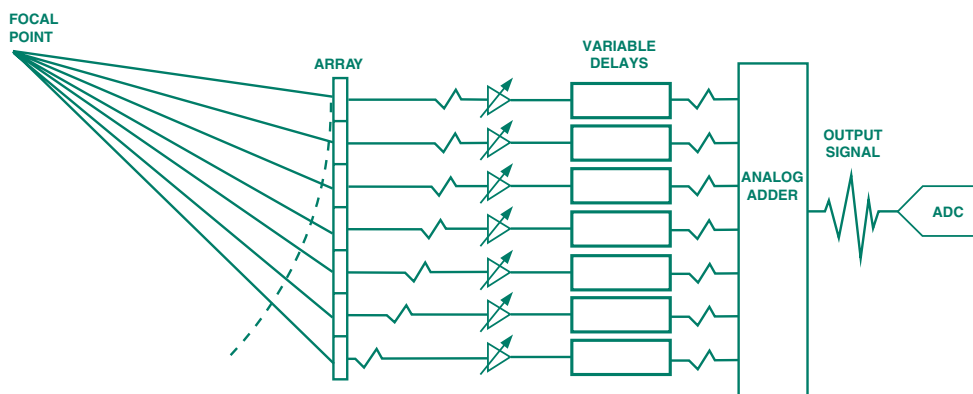 FOCAL
POINT
ARRAY
VARIABLE
DELAYS
ANALOG
ADDER
OUTPUT
SIGNAL
ADC